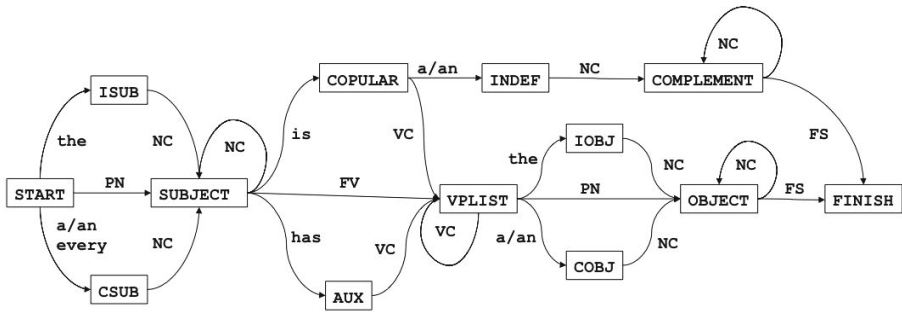 NC
COPULAR a/an INDEF NC COMPLEMENT
ISUB
the NC NC is VC the IOBJ NC NC FS
START PN SUBJECT FV VPLIST PN OBJECT FS FINISH
a/an
every NC has VC VC a/an NC
CSUB AUX COBJ